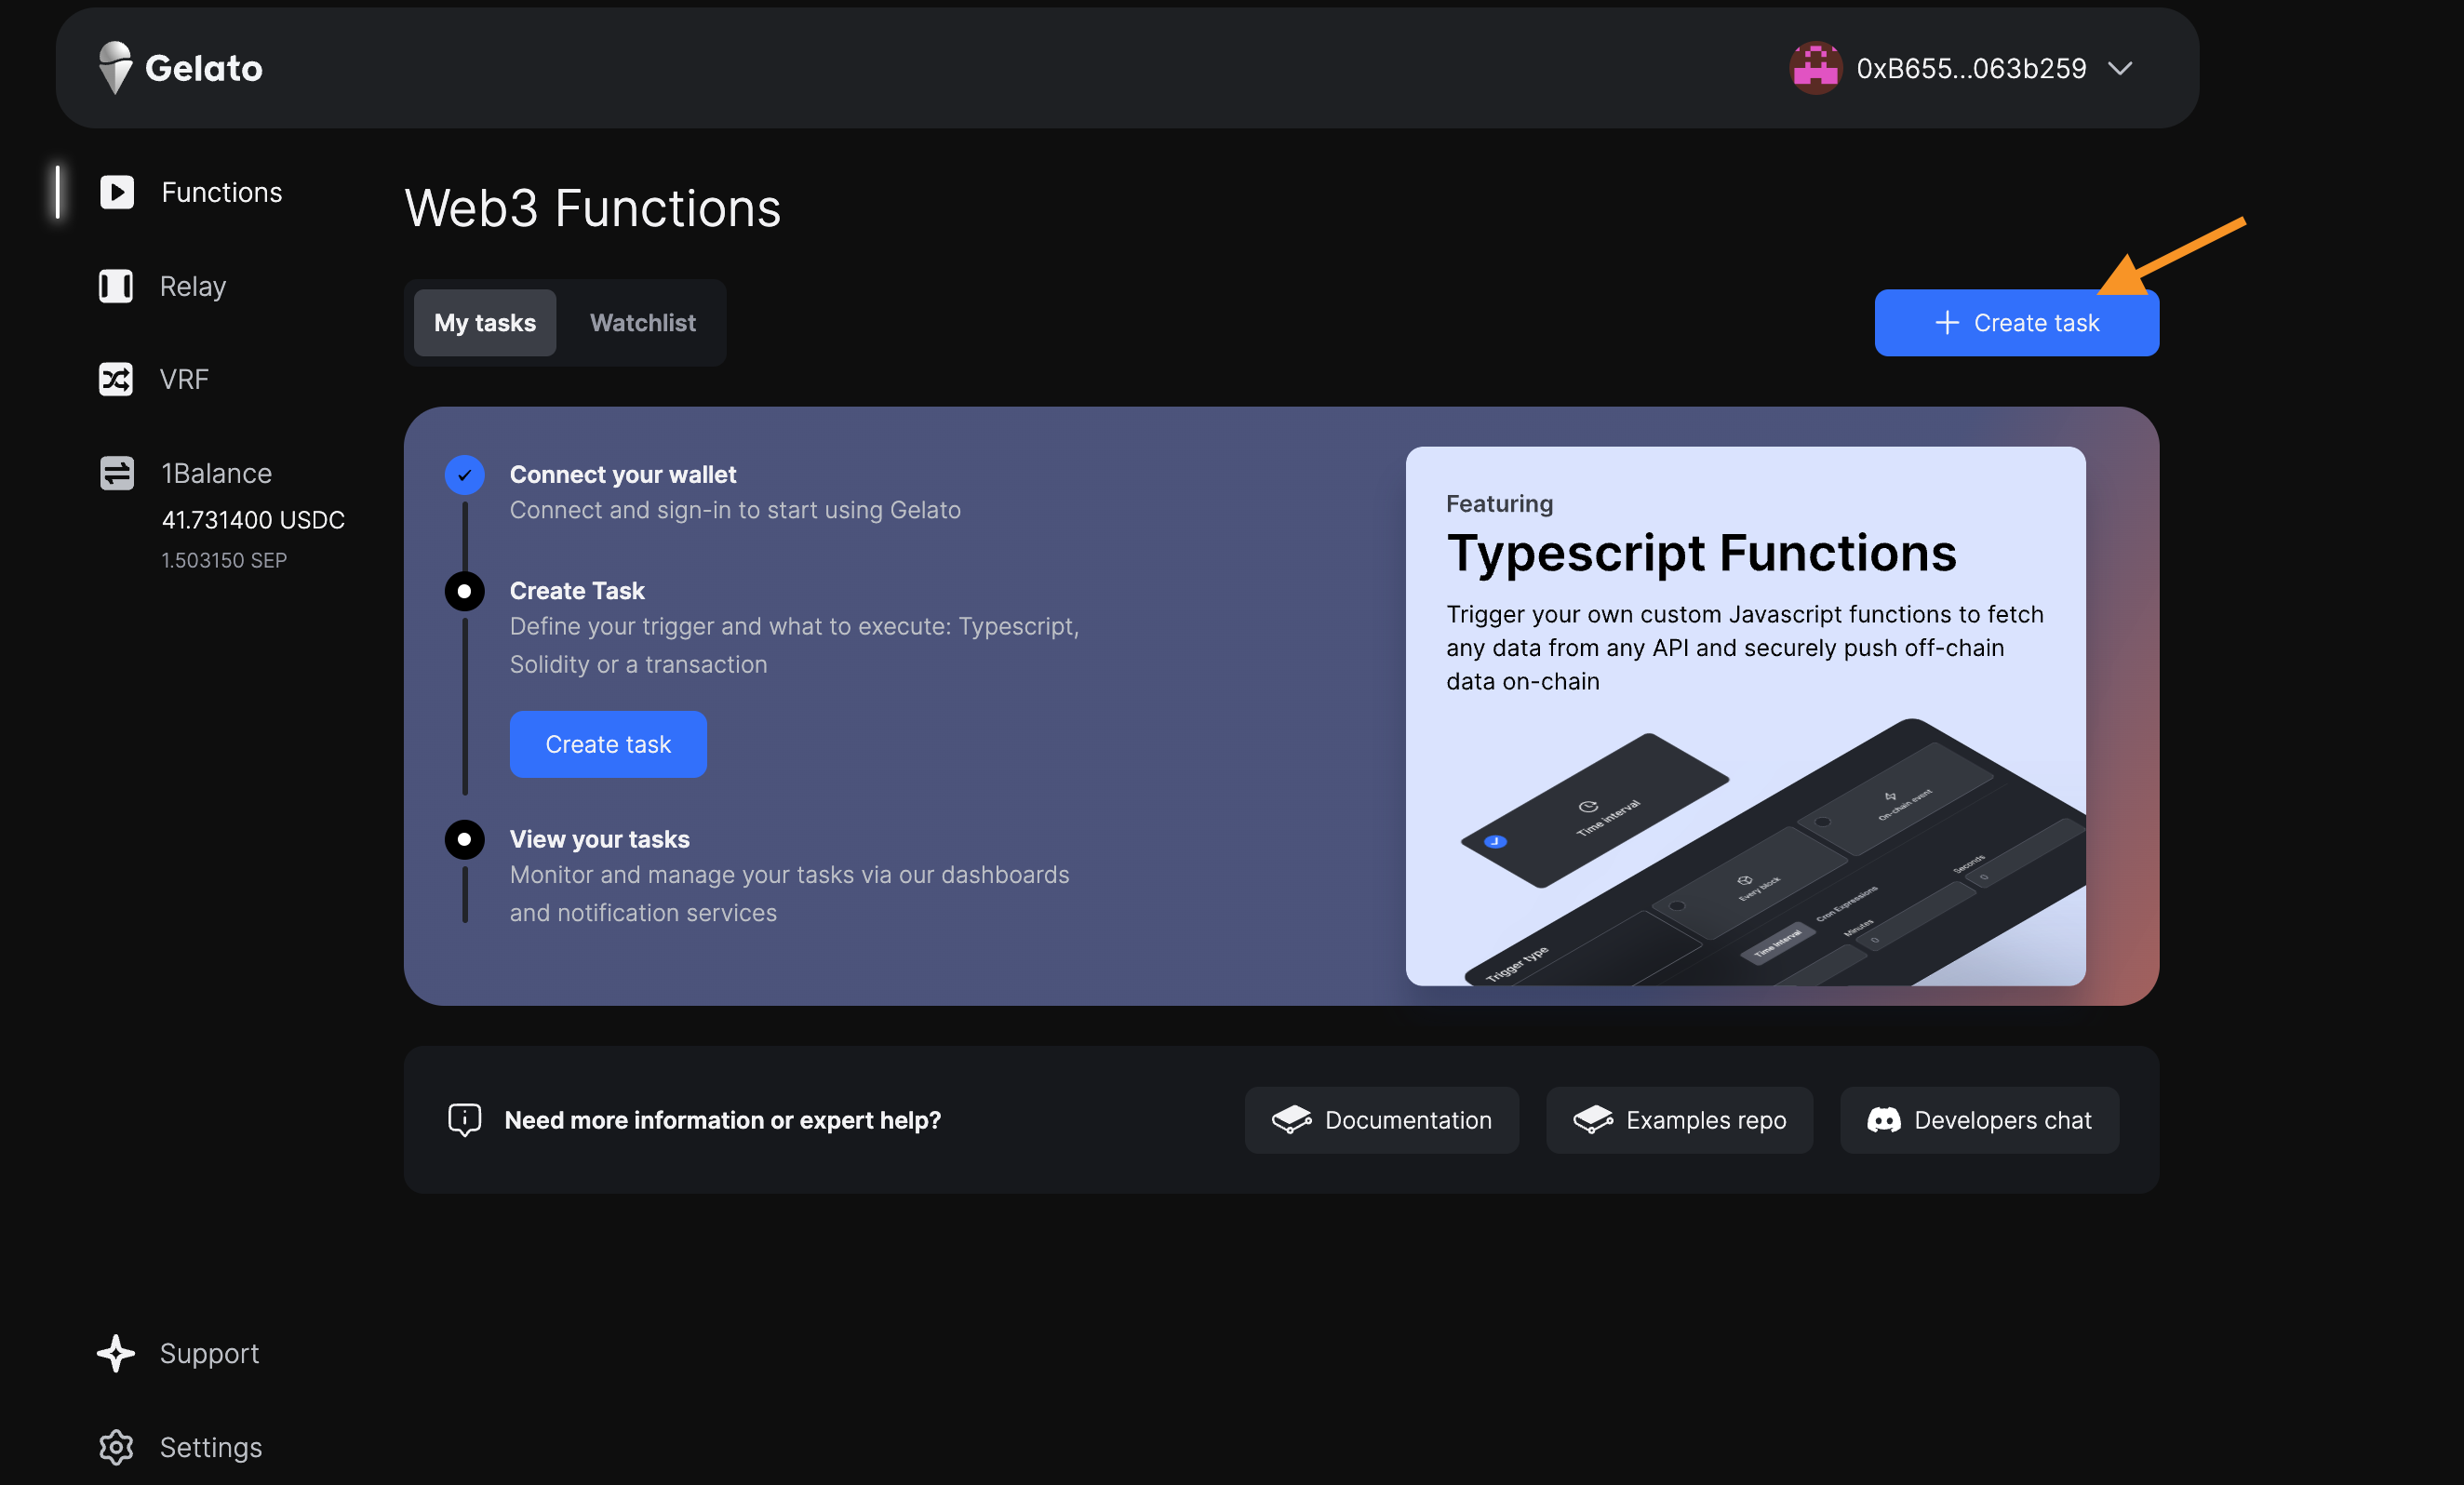 Gelato
0xB655...063b259
Functions
Relay
VRF
1Balance
41.731400 USDC
1.503150 SEP
Web3 Functions
My tasks
Watchlist
Create task
Connect your wallet
Connect and sign-in to start using Gelato
Create Task
Define your trigger and what to execute: Typescript,
Solidity or a transaction
Create task
View your tasks
Monitor and manage your tasks via our dashboards
and notification services
Featuring
Typescript Functions
Trigger your own custom Javascript functions to fetch
any data from any API and securely push off-chain
data on-chain
Time interval
On-chain event
Every block
Trigger type
Time interval
Cron Expressions
Minutes
0
Seconds
0
Need more information or expert help?
Documentation
Examples repo
Developers chat
Support
Settings